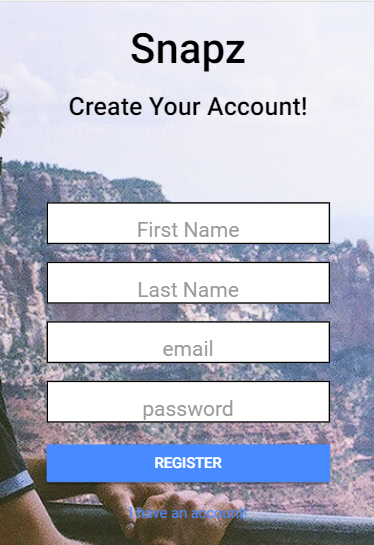 Snapz
Create Your Account!
First Name
Last Name
email
password
REGISTER
I have an account!